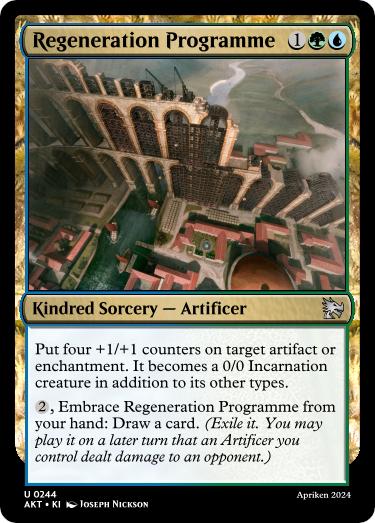 Regeneration Programme 1
Kindred Sorcery — Artificer
Put four +1/+1 counters on target artifact or
enchantment. It becomes a 0/0 Incarnation
creature in addition to its other types.
2, Embrace Regeneration Programme from
your hand: Draw a card. (Exile it. You may
play it on a later turn that an Artificer you
control dealt damage to an opponent.)
U 0244
AKT • KI Joseph Nickson
Apriken 2024